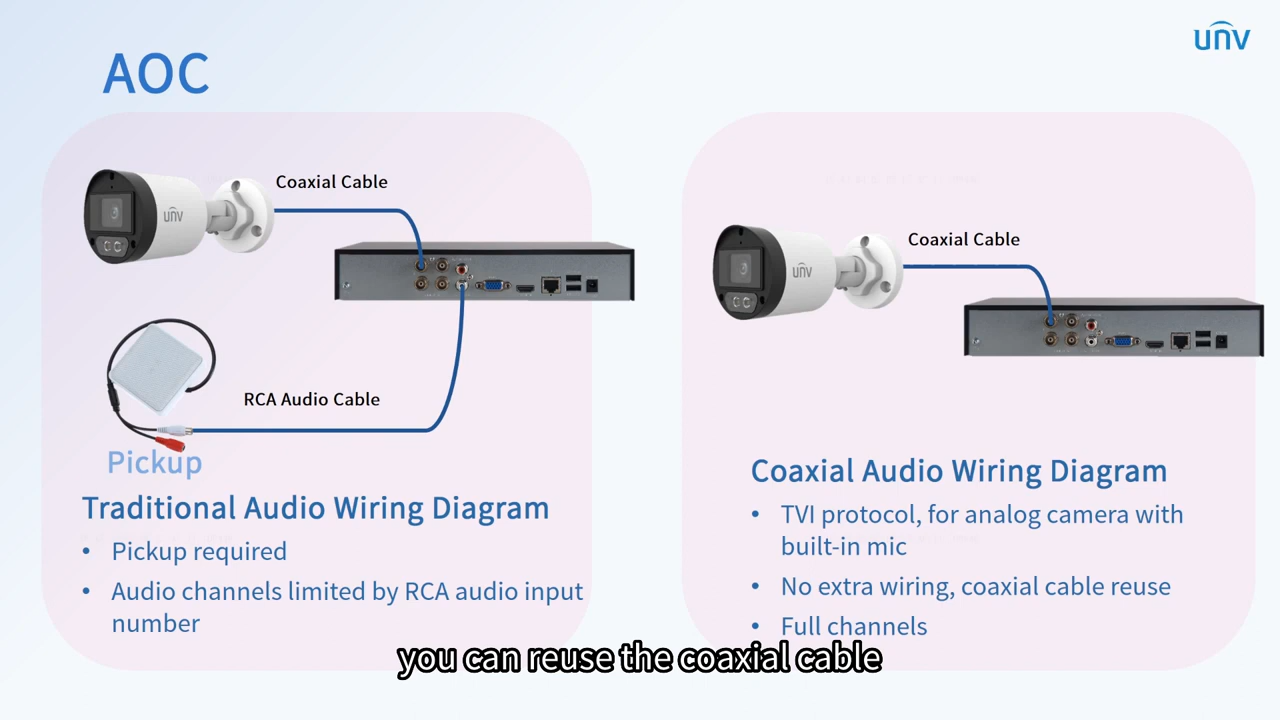 unv
AOC
Coaxial Cable
unv
RCA Audio Cable
Pickup
Traditional Audio Wiring Diagram
• Pickup required
• Audio channels limited by RCA audio input
number
Coaxial Cable
unv
Coaxial Audio Wiring Diagram
• TVI protocol, for analog camera with
built-in mic
• No extra wiring, coaxial cable reuse
• Full channels
you can reuse the coaxial cable